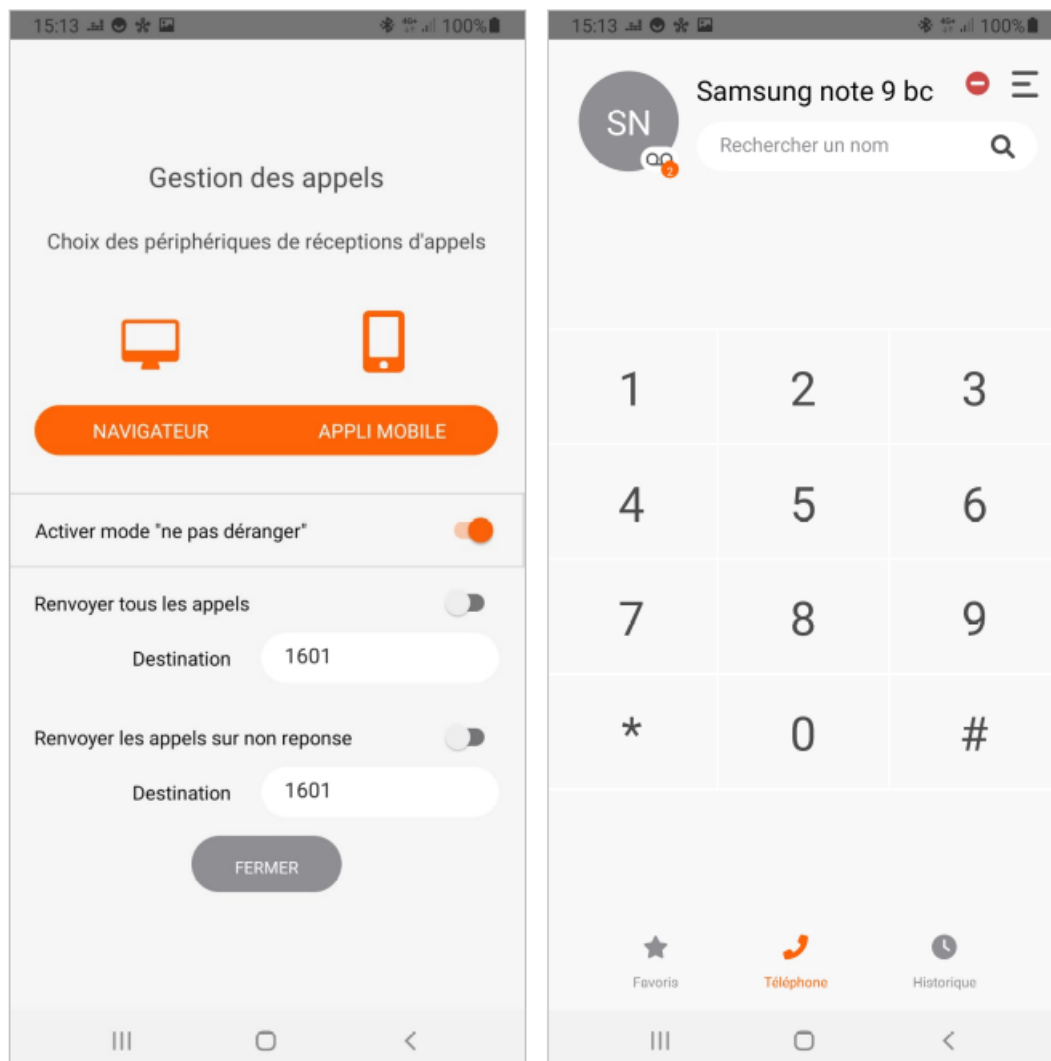 15:13 100%
Gestion des appels
Choix des périphériques de réceptions d'appels
NAVIGATEUR APPLI MOBILE
Activer mode "ne pas déranger"
Renvoyer tous les appels
Destination 1601
Renvoyer les appels sur non reponse
Destination 1601
FERMER
15:13 100%
SN
2
Samsung note 9 bc
Rechercher un nom
1 2 3
4 5 6
7 8 9
* 0 #
Favoris Téléphone Historique